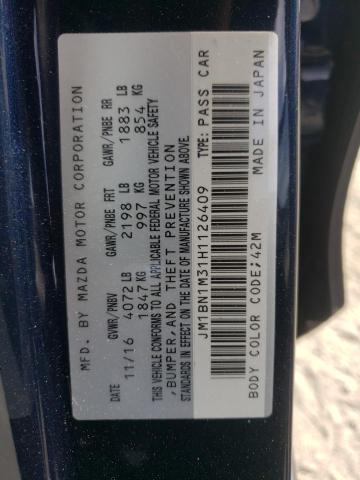 MFD. BY MAZDA MOTOR CORPORATION
DATE GVWR/PNBV GAWR/PNBE FRT GAWR/PNBE RR
11/16 4072 LB 2198 LB 1883 LB
1847 KG 997 KG 854 KG
THIS VEHICLE CONFORMS TO ALL APPLICABLE FEDERAL MOTOR VEHICLE SAFETY
,BUMPER,AND THEFT PREVENTION
STANDARDS IN EFFECT ON THE DATE OF MANUFACTURE SHOWN ABOVE.
JM1BN1M31H1126409 TYPE: PASS CAR
BODY COLOR CODE;42M MADE IN JAPAN